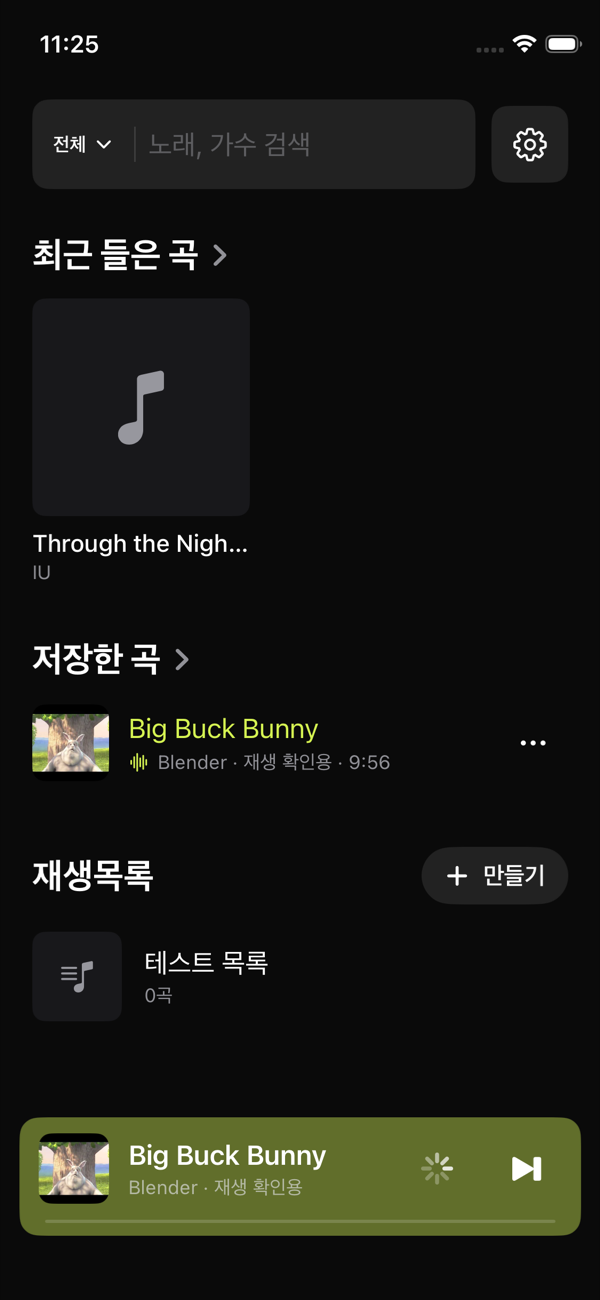 11:25
전체
노래, 가수 검색
최근 들은 곡
Through the Nigh...
IU
저장한 곡
Big Buck Bunny
Blender · 재생 확인용 · 9:56
재생목록
만들기
테스트 목록
0곡
Big Buck Bunny
Blender · 재생 확인용